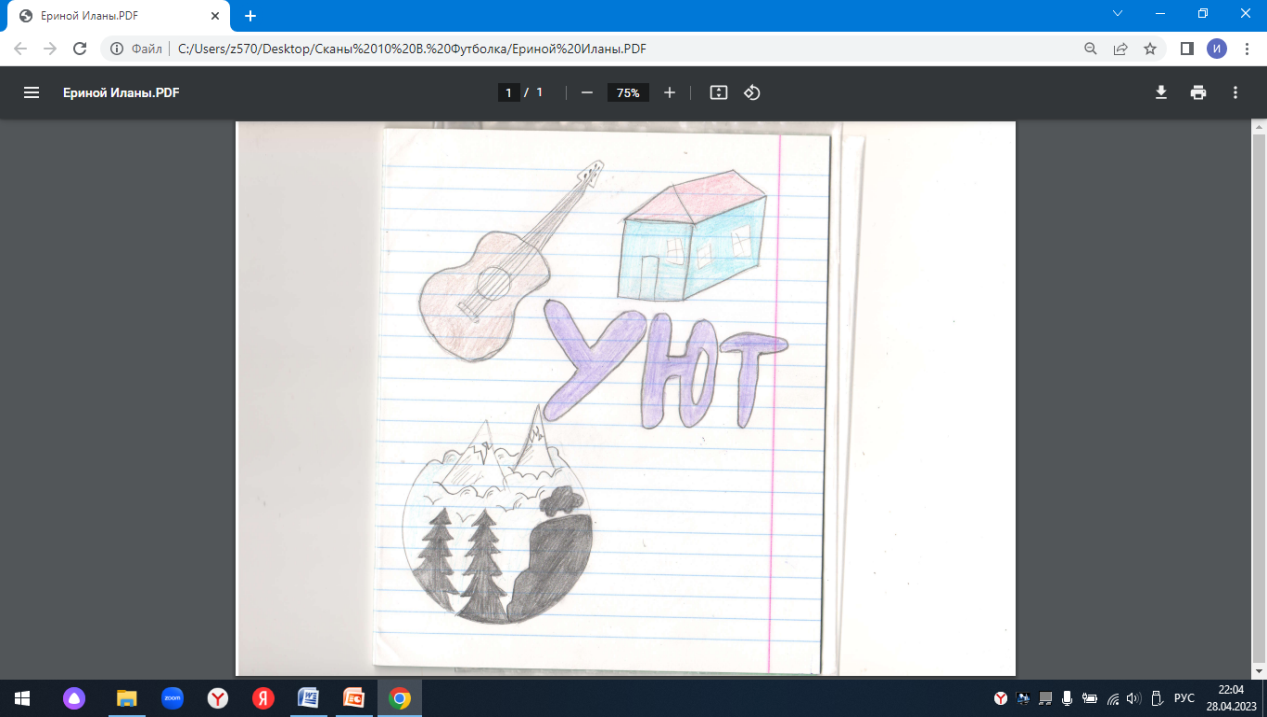 Ериной Иланы.PDF
Файл
C:/Users/z570/Desktop/Сканы%2010%20В.%20Футболка/Ериной%20Иланы.PDF
И
Ериной Иланы.PDF
1 / 1
75%
УЮТ
zoom
Y
Я
РУС
22:04
28.04.2023